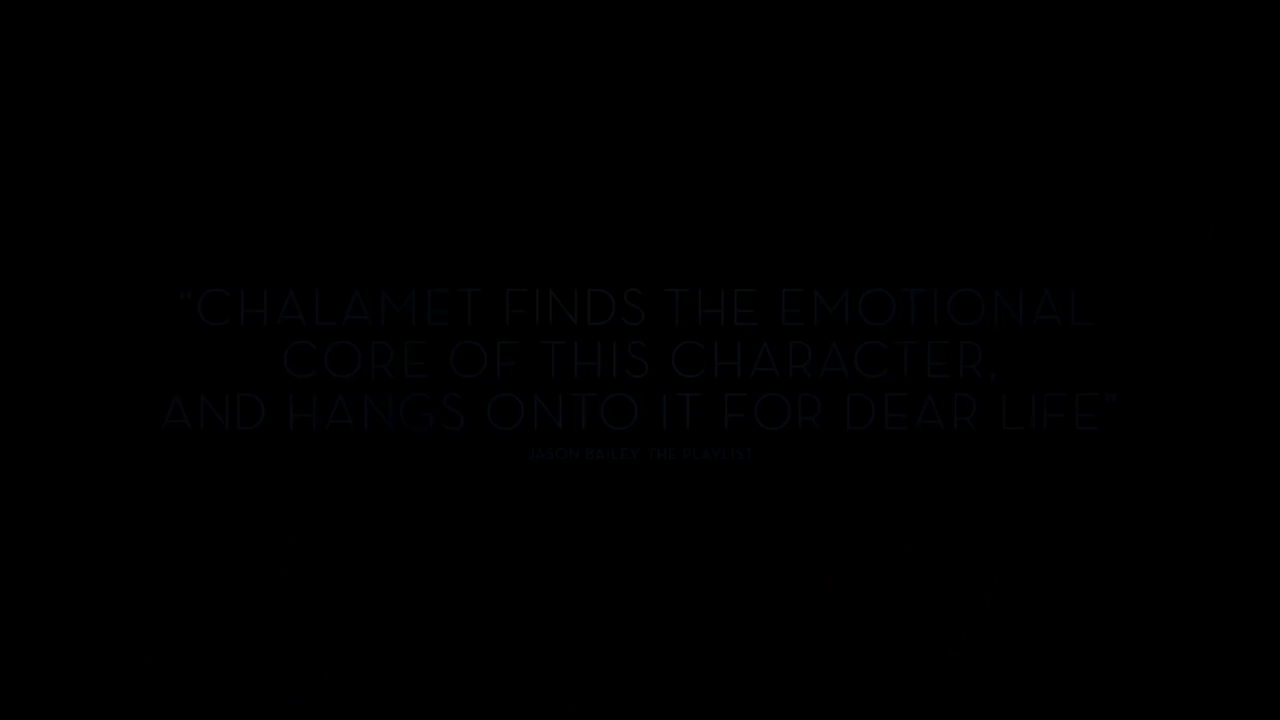 “CHALAMET FINDS THE EMOTIONAL
CORE OF THIS CHARACTER,
AND HANGS ONTO IT FOR DEAR LIFE”
JASON BAILEY, THE PLAYLIST